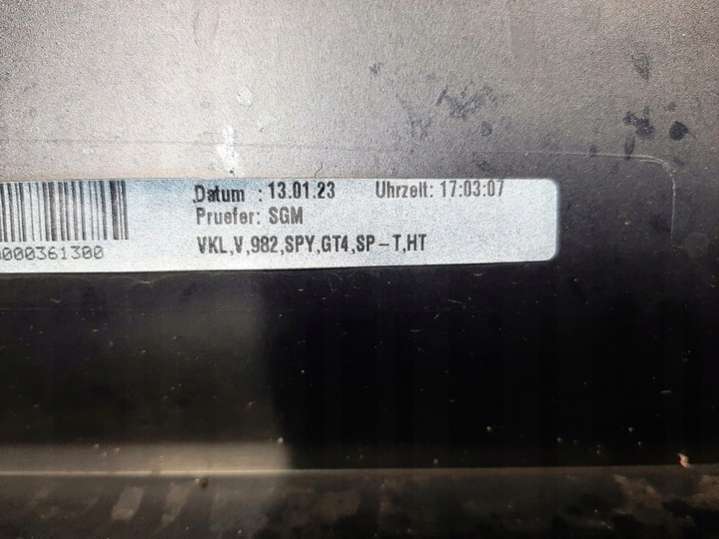 Datum : 13.01.23 Uhrzeit: 17:03:07
Pruefer: SGM
000361300
VKL,V,982,SPY,GT4,SP-T,HT